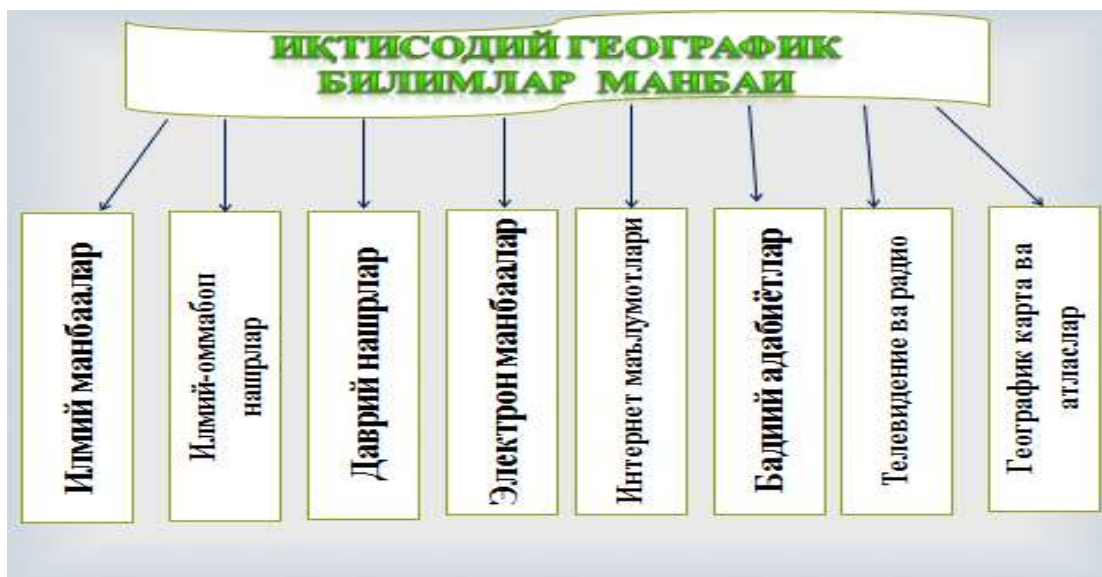 ИҚТИСОДИЙ ГЕОГРАФИК
БИЛИМЛАР МАНБАИ
Илмий манбаалар
Илмий-оммабоп
нашрлар
Даврий нашрлар
Электрон манбаалар
Интернет маълумотлари
Бадиий адабиётлар
Телевидение ва радио
Географик карта ва
атласлар